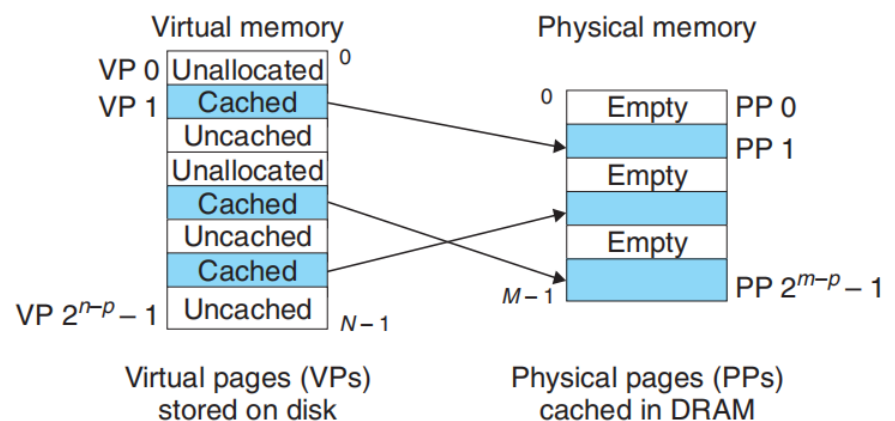 Virtual memory
Physical memory
VP 0 Unallocated 0
VP 1 Cached
Uncached
Unallocated
Cached
Uncached
Cached
VP 2ⁿ⁻ᵖ – 1 Uncached N – 1
0 Empty PP 0
PP 1
Empty
Empty
M – 1 PP 2ᵐ⁻ᵖ – 1
Virtual pages (VPs)
stored on disk
Physical pages (PPs)
cached in DRAM